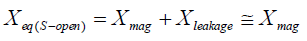 X_{eq(S-open)} = X_{mag} + X_{leakage} ≅ X_{mag}